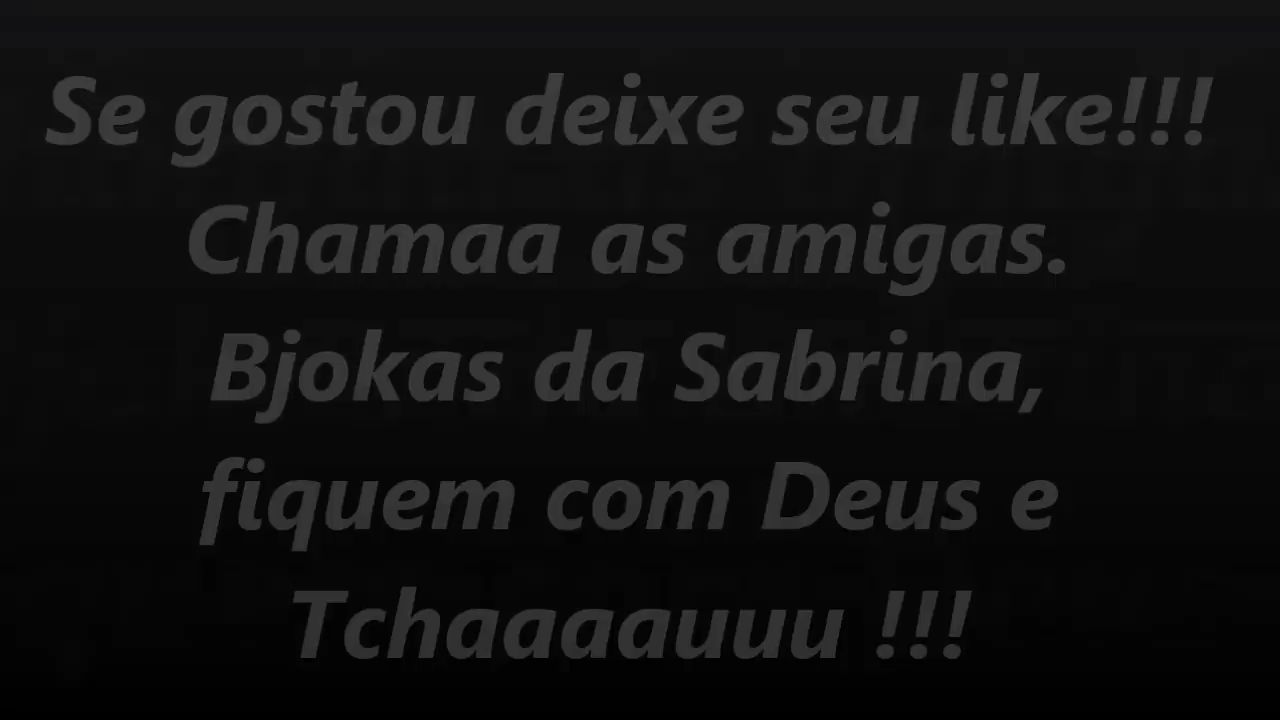 Se gostou deixe seu like!!!
Chamaa as amigas.
Bjokas da Sabrina,
fiquem com Deus e
Tchaaaauuu !!!